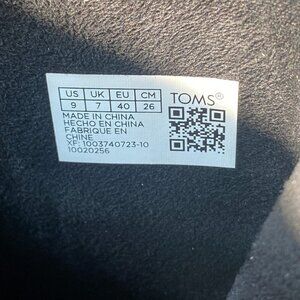 US UK EU CM TOMS®
9 7 40 26
MADE IN CHINA
HECHO EN CHINA
FABRIQUE EN
CHINE
XF: 1003740723-10
10020256